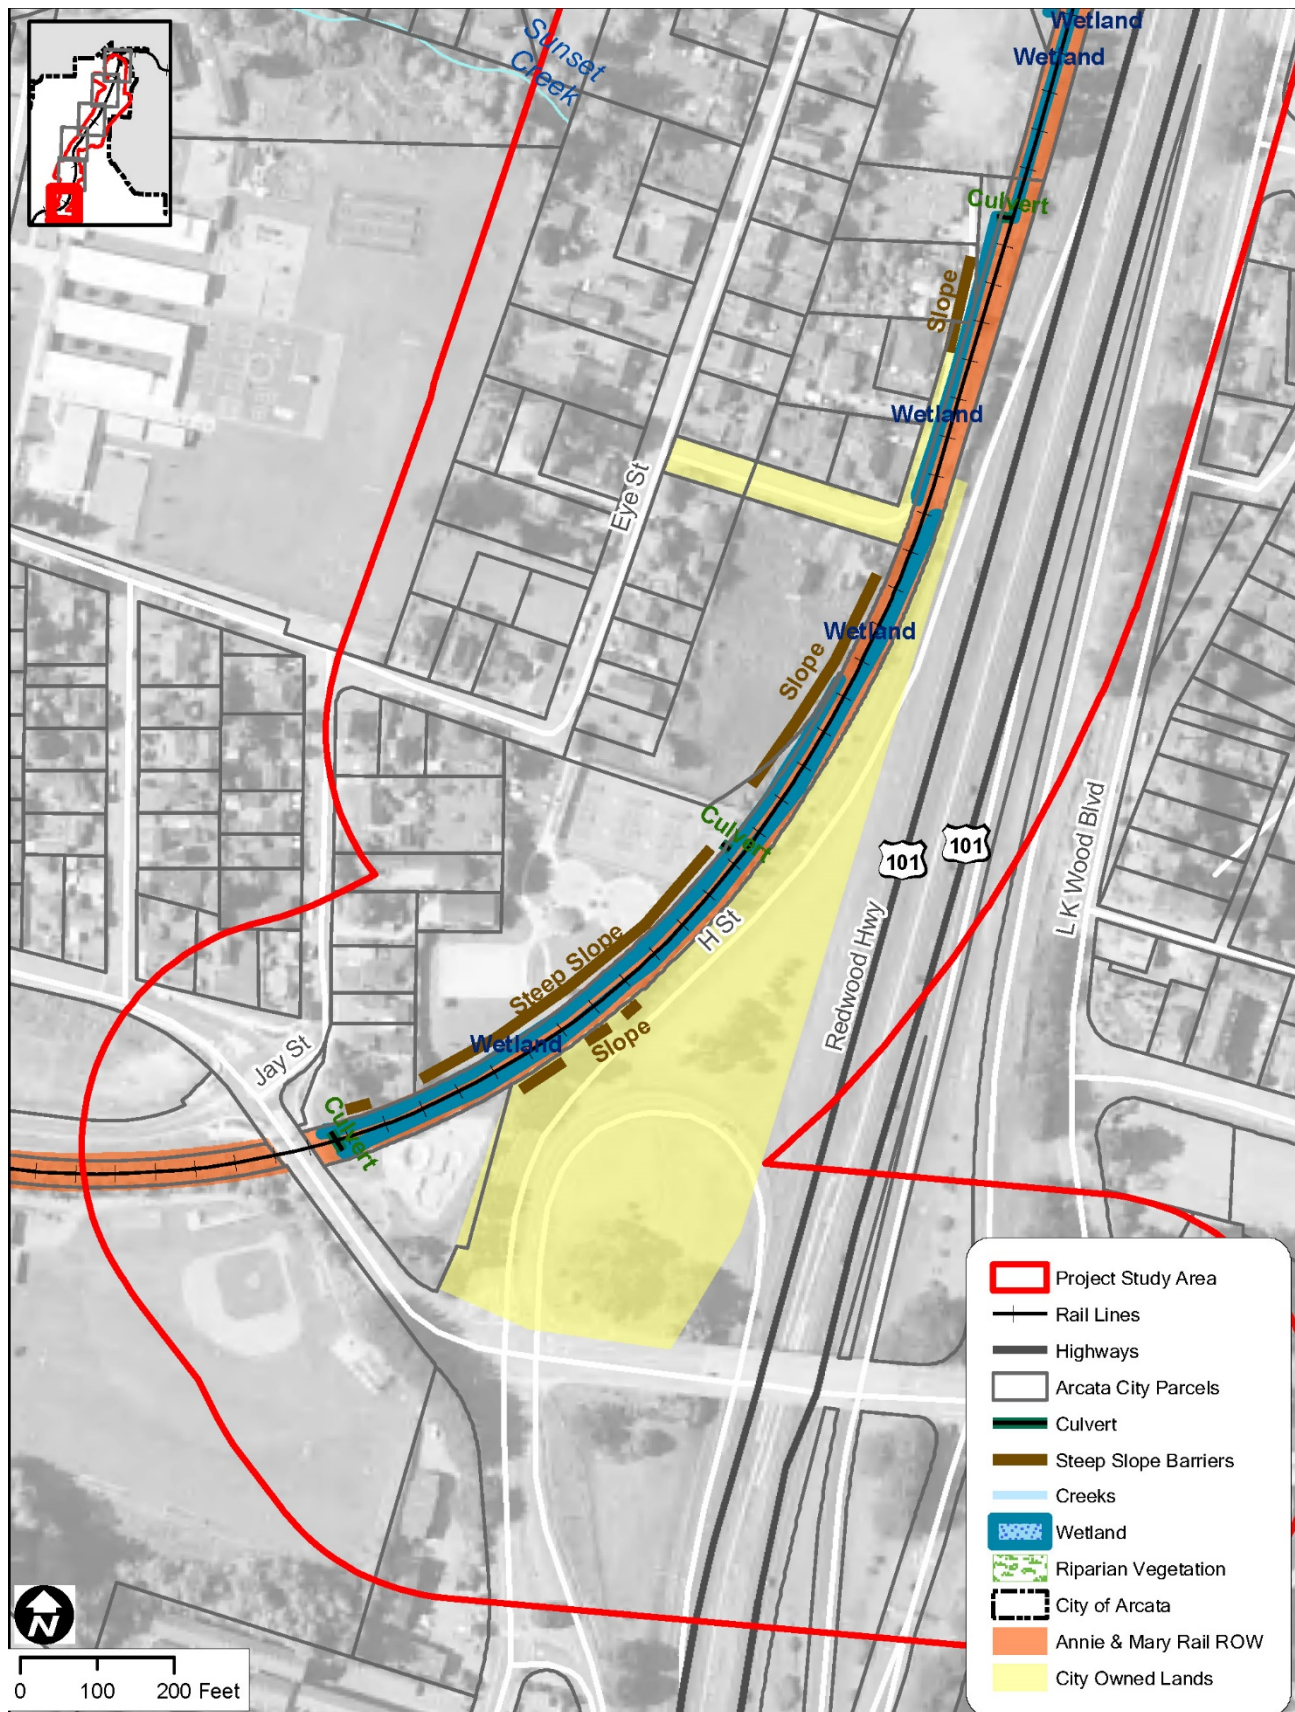 Wetland
Sunset
Creek
Wetland
Culvert
Slope
Wetland
Eye St
Wetland
Slope
Culvert
101
101
L K Wood Blvd
H St
Redwood Hwy
Steep Slope
Wetland
Slope
Jay St
Culvert
Project Study Area
Rail Lines
Highways
Arcata City Parcels
Culvert
Steep Slope Barriers
Creeks
Wetland
Riparian Vegetation
City of Arcata
Annie & Mary Rail ROW
City Owned Lands
N
0 100 200 Feet